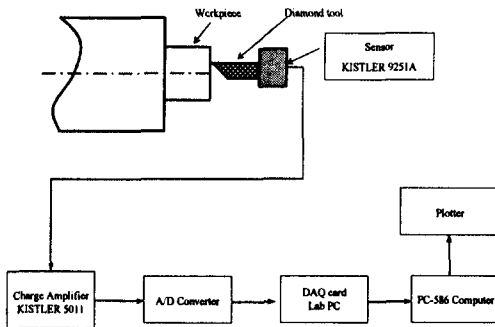 Workpiece
Diamond tool
Sensor
KISTLER 9251A
Plotter
Charge Amplifier
KISTLER 5011
A/D Converter
DAQ card
Lab PC
PC-586 Computer